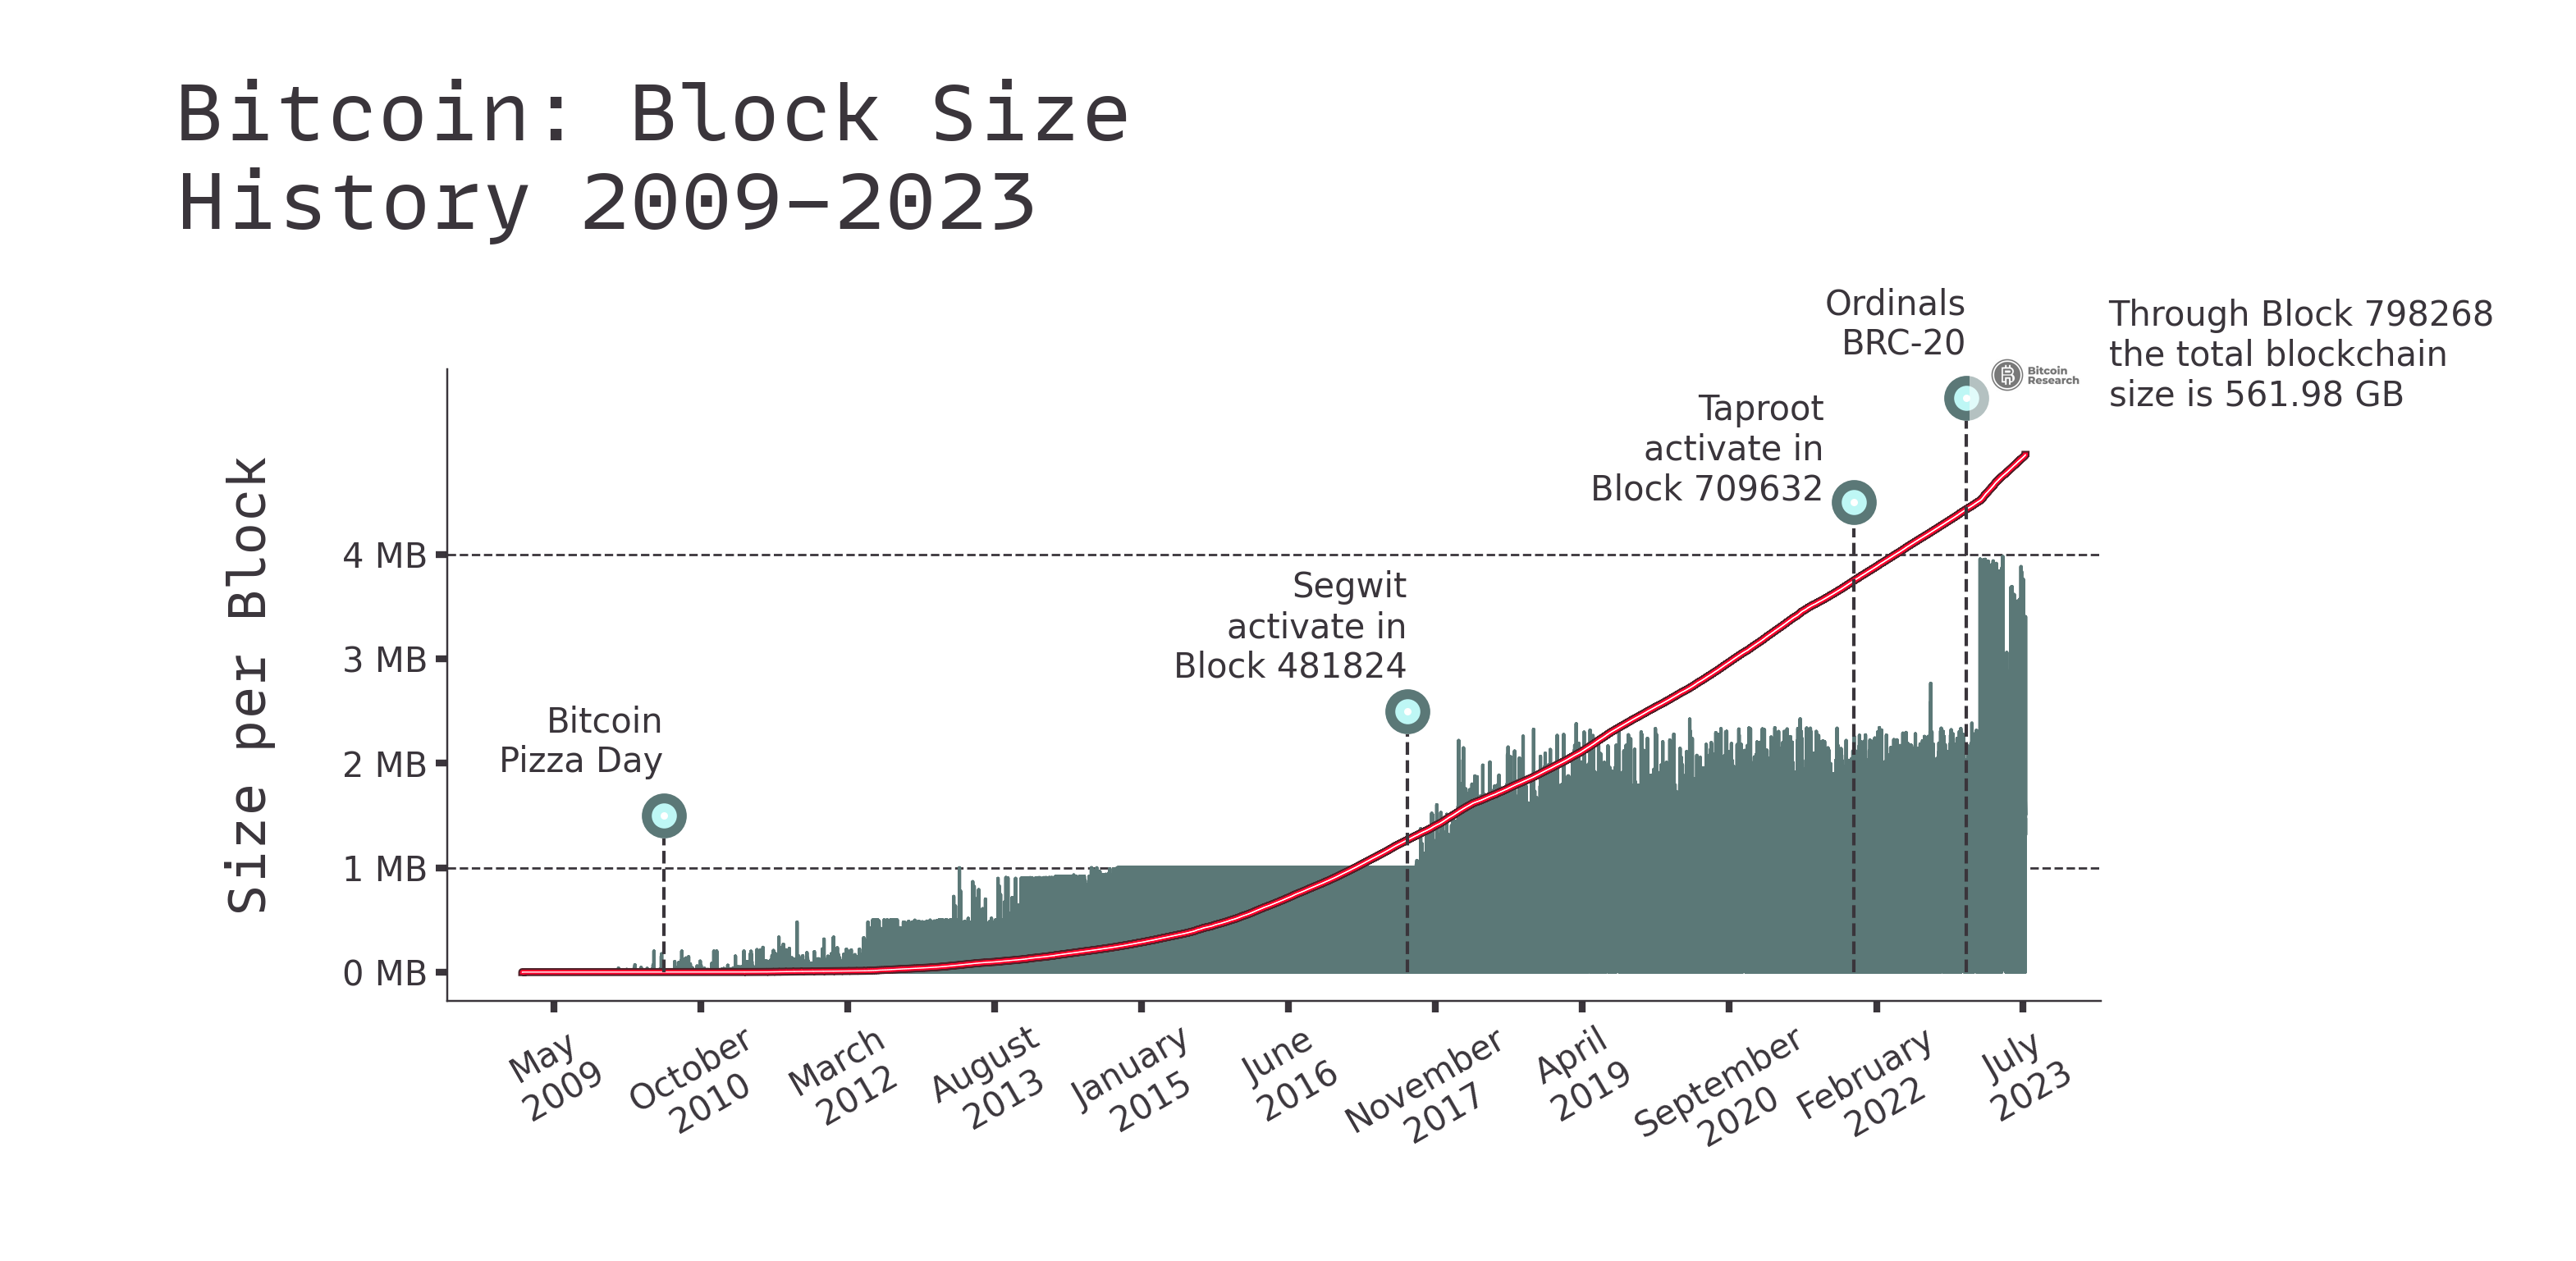 Bitcoin: Block Size
History 2009–2023
Ordinals
BRC-20
Bitcoin
Research
Through Block 798268
the total blockchain
size is 561.98 GB
Taproot
activate in
Block 709632
Segwit
activate in
Block 481824
Bitcoin
Pizza Day
Size per Block
4 MB
3 MB
2 MB
1 MB
0 MB
May
2009
October
2010
March
2012
August
2013
January
2015
June
2016
November
2017
April
2019
September
2020
February
2022
July
2023